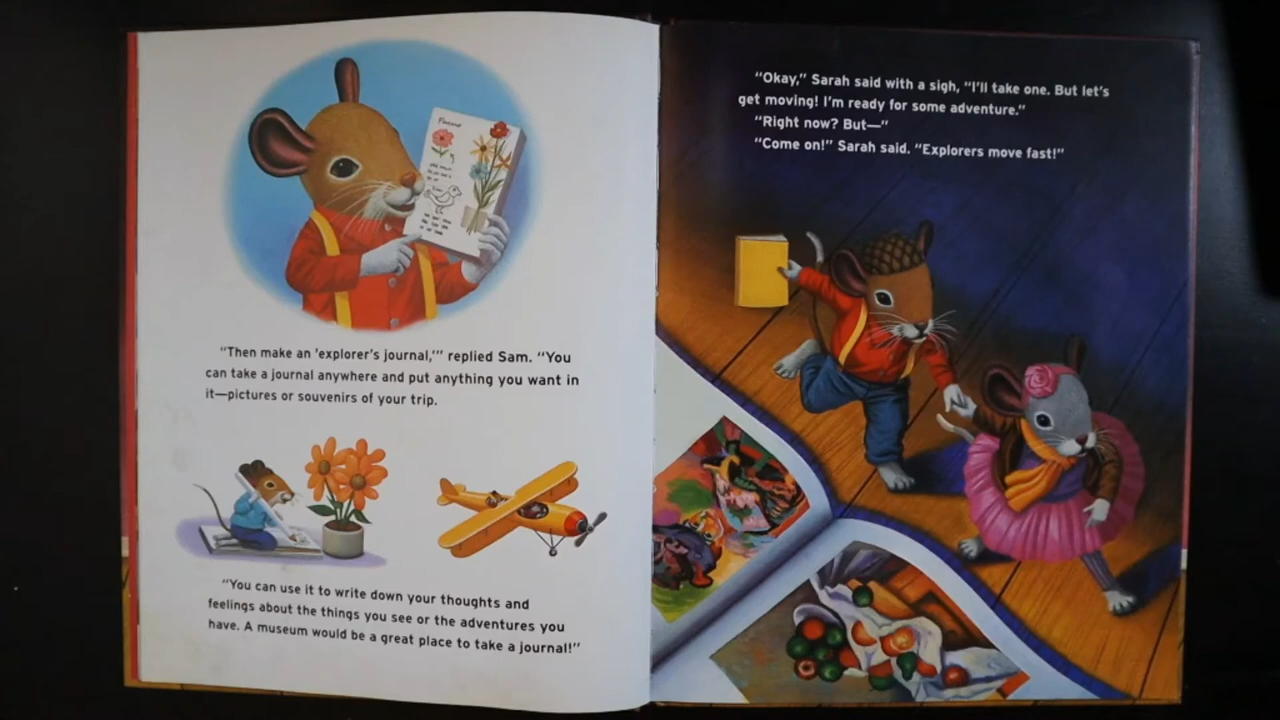 Flowers
"Then make an 'explorer's journal,'" replied Sam. "You
can take a journal anywhere and put anything you want in
it—pictures or souvenirs of your trip.
"You can use it to write down your thoughts and
feelings about the things you see or the adventures you
have. A museum would be a great place to take a journal!"
"Okay," Sarah said with a sigh, "I'll take one. But let's
get moving! I'm ready for some adventure."
"Right now? But—"
"Come on!" Sarah said. "Explorers move fast!"